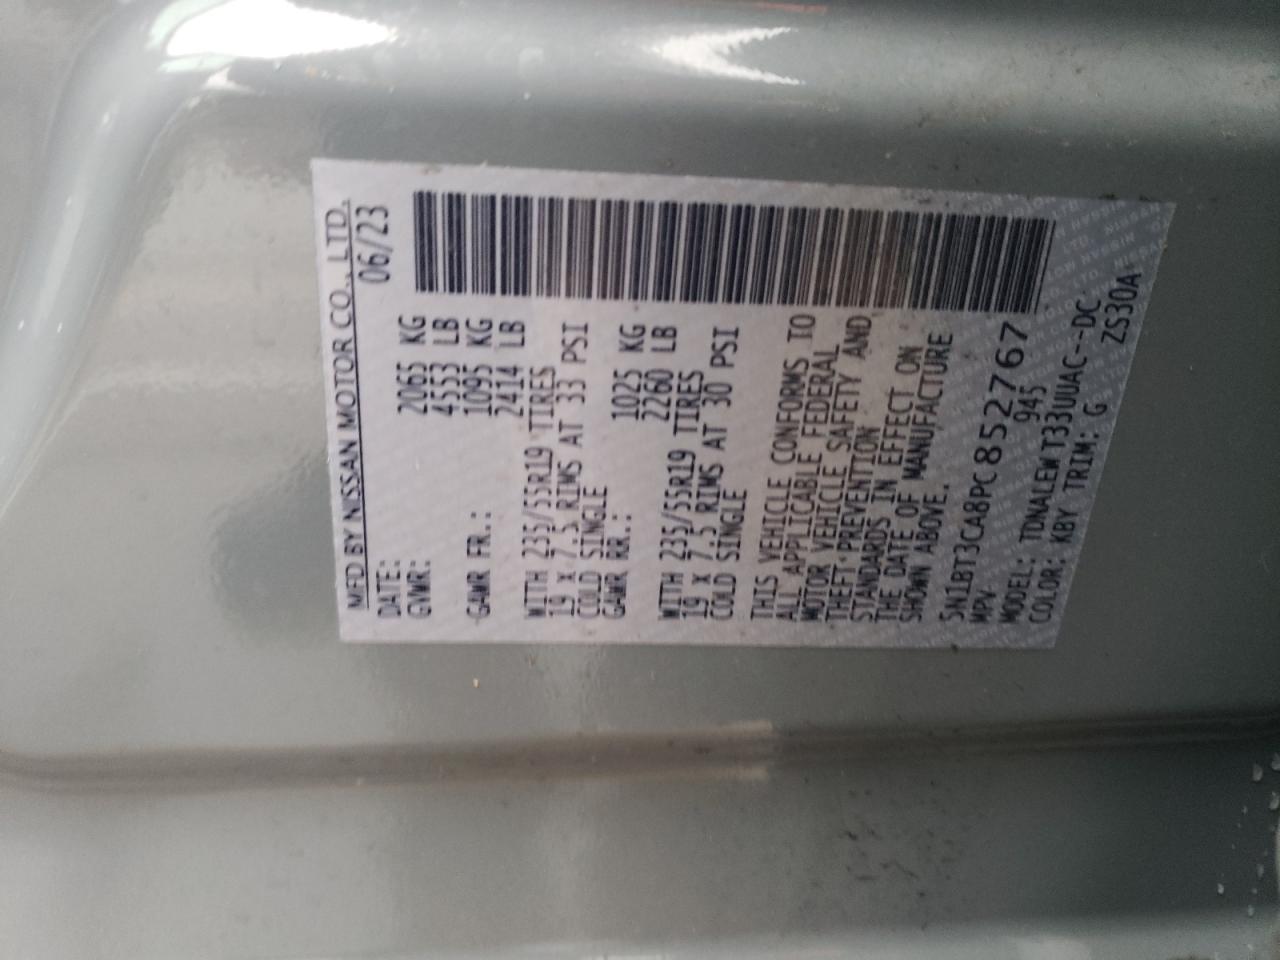 MFD BY NISSAN MOTOR CO., LTD.
DATE: 06/23
GVWR: 2065 KG
4553 LB
GAWR FR.: 1095 KG
2414 LB
WITH 235/55R19 TIRES
19 x 7.5 RIMS AT 33 PSI
COLD SINGLE
GAWR RR.: 1025 KG
2260 LB
WITH 235/55R19 TIRES
19 x 7.5 RIMS AT 30 PSI
COLD SINGLE
THIS VEHICLE CONFORMS TO
ALL APPLICABLE FEDERAL
MOTOR VEHICLE SAFETY AND
THEFT PREVENTION
STANDARDS IN EFFECT ON
THE DATE OF MANUFACTURE
SHOWN ABOVE.
5N1BT3CA8PC852767
MPV 945
MODEL: TDNALEW T33UUAC--DC
COLOR: KBY TRIM: G ZS30A